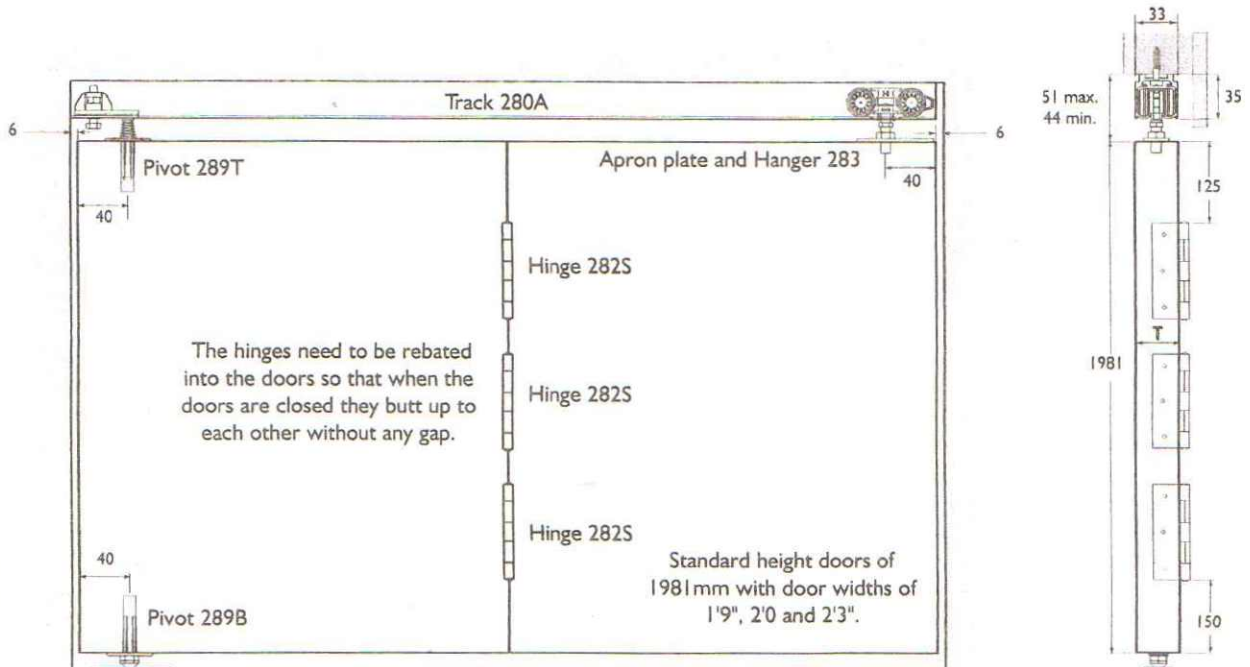 Track 280A
6
6
Pivot 289T
Apron plate and Hanger 283
40
40
Hinge 282S
The hinges need to be rebated
into the doors so that when the
doors are closed they butt up to
each other without any gap.
Hinge 282S
Hinge 282S
40
Standard height doors of
1981mm with door widths of
1'9", 2'0 and 2'3".
Pivot 289B
33
51 max.
44 min.
35
125
T
1981
150